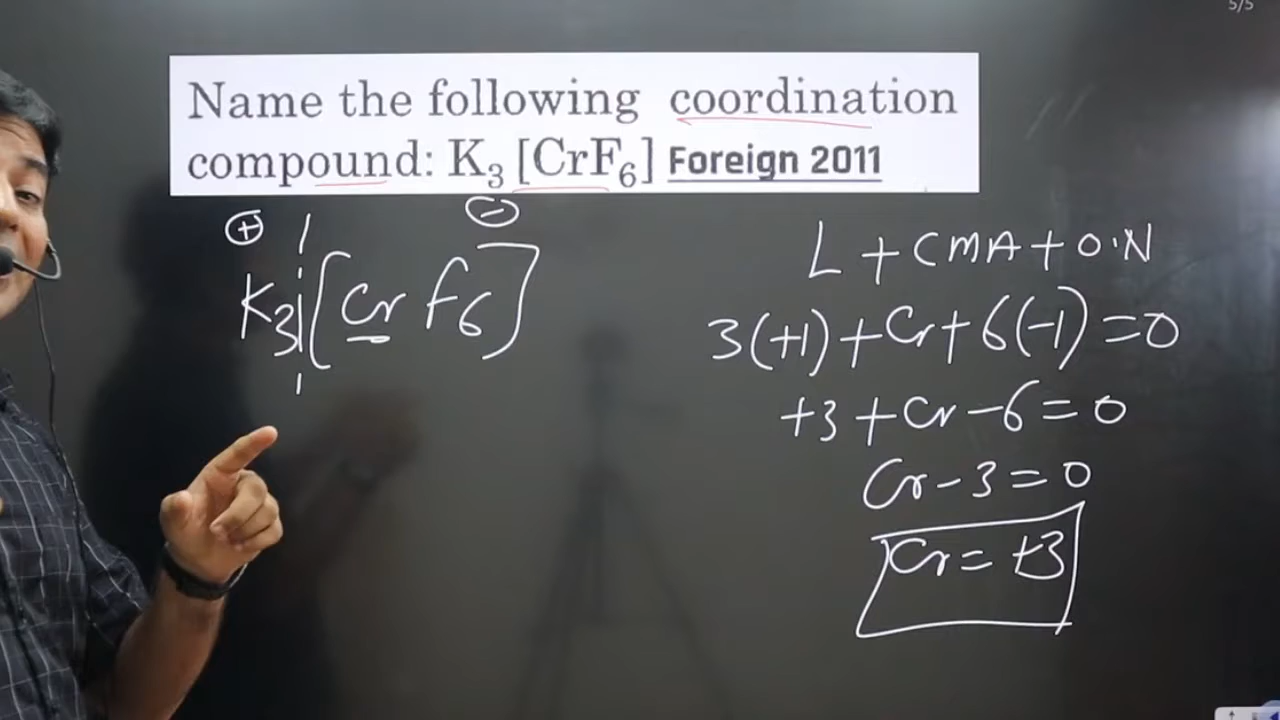 5/5
Name the following coordination
compound: K₃ [CrF₆] Foreign 2011
⊕ ⊖
K₃ [Cr F₆]
L + CMA + O.N
3(+1) + Cr + 6(-1) = 0
+3 + Cr - 6 = 0
Cr - 3 = 0
Cr = +3